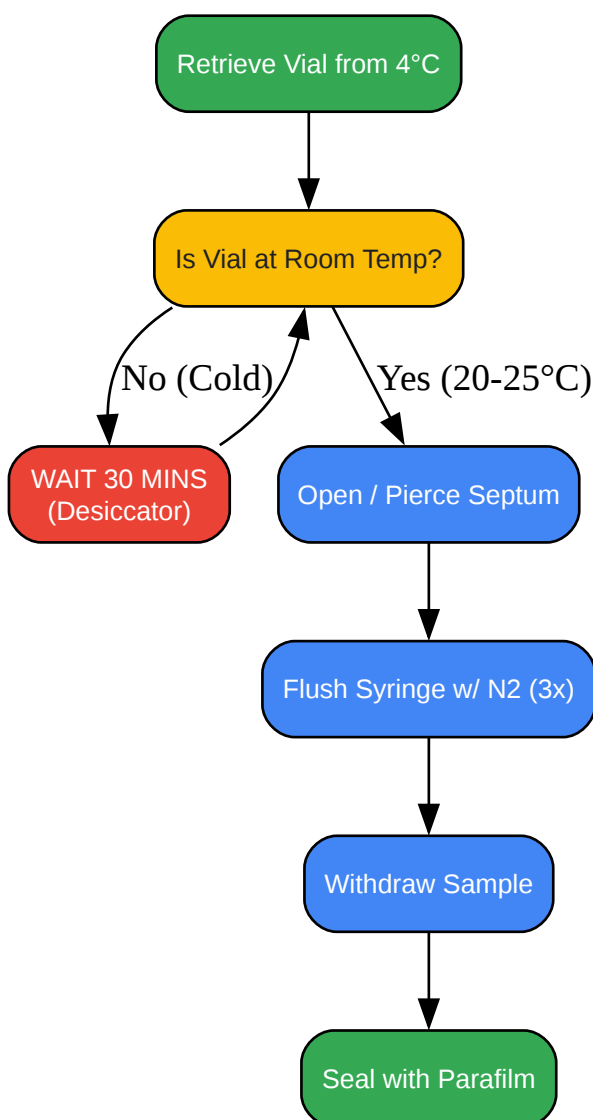 Retrieve Vial from 4°C
Is Vial at Room Temp?
No (Cold)
Yes (20-25°C)
WAIT 30 MINS
(Desiccator)
Open / Pierce Septum
Flush Syringe w/ N2 (3x)
Withdraw Sample
Seal with Parafilm